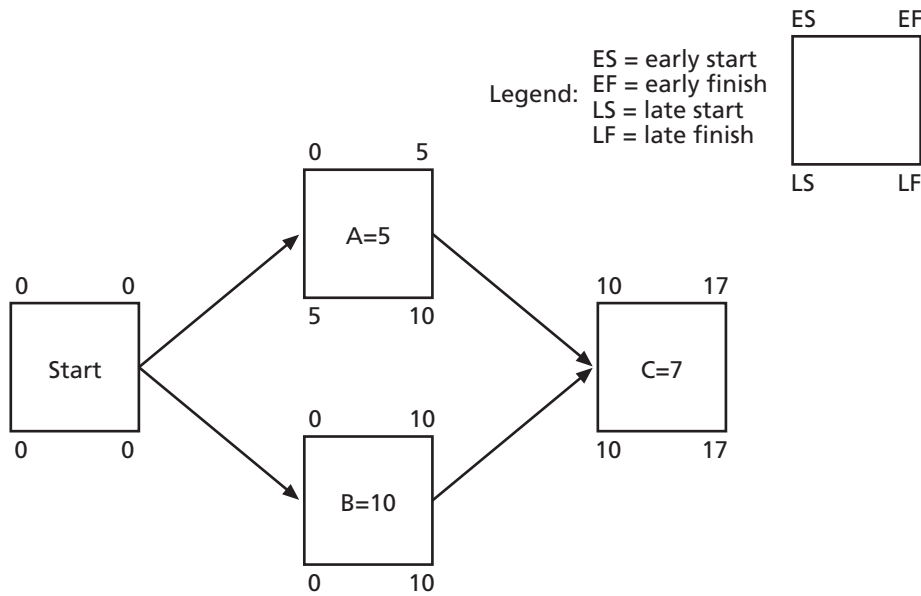 ES EF
ES = early start
EF = early finish
Legend:
LS = late start
LF = late finish
LS LF
0 5
A=5
5 10
0 0
Start
0 0
10 17
C=7
10 17
0 10
B=10
0 10